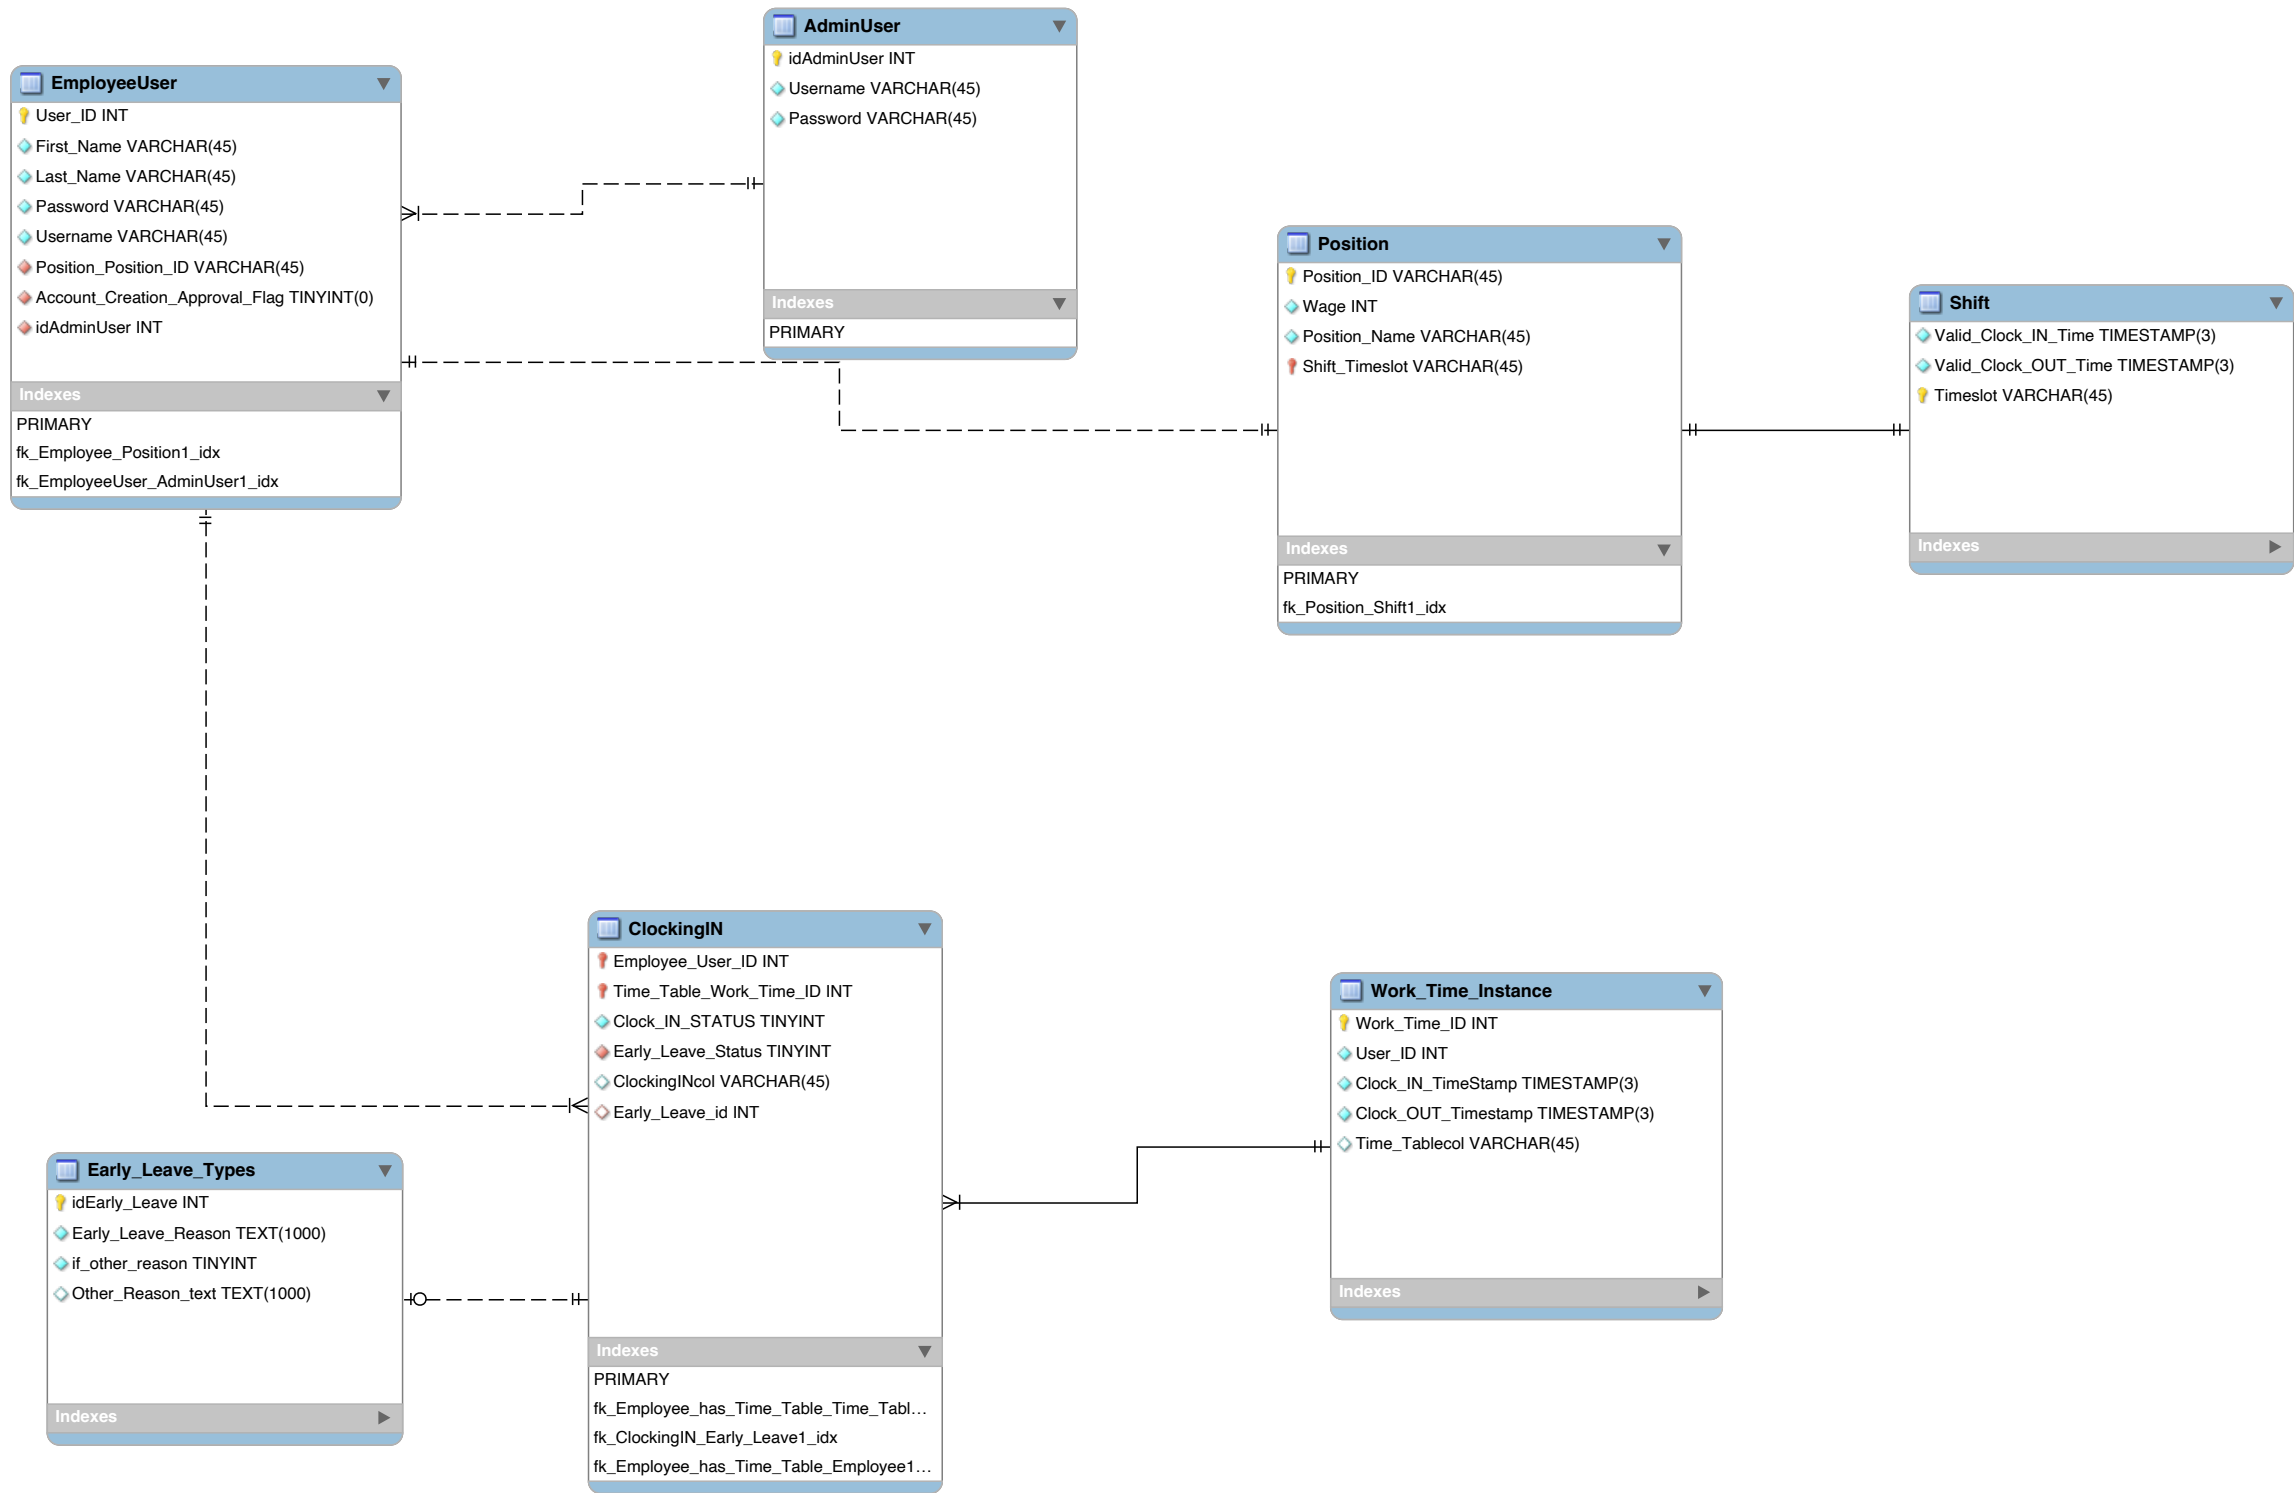 AdminUser
idAdminUser INT
Username VARCHAR(45)
Password VARCHAR(45)
Indexes
PRIMARY
EmployeeUser
User_ID INT
First_Name VARCHAR(45)
Last_Name VARCHAR(45)
Password VARCHAR(45)
Username VARCHAR(45)
Position_Position_ID VARCHAR(45)
Account_Creation_Approval_Flag TINYINT(0)
idAdminUser INT
Indexes
PRIMARY
fk_Employee_Position1_idx
fk_EmployeeUser_AdminUser1_idx
Position
Position_ID VARCHAR(45)
Wage INT
Position_Name VARCHAR(45)
Shift_Timeslot VARCHAR(45)
Indexes
PRIMARY
fk_Position_Shift1_idx
Shift
Valid_Clock_IN_Time TIMESTAMP(3)
Valid_Clock_OUT_Time TIMESTAMP(3)
Timeslot VARCHAR(45)
Indexes
ClockingIN
Employee_User_ID INT
Time_Table_Work_Time_ID INT
Clock_IN_STATUS TINYINT
Early_Leave_Status TINYINT
ClockingINcol VARCHAR(45)
Early_Leave_id INT
Indexes
PRIMARY
fk_Employee_has_Time_Table_Time_Tabl...
fk_ClockingIN_Early_Leave1_idx
fk_Employee_has_Time_Table_Employee1...
Work_Time_Instance
Work_Time_ID INT
User_ID INT
Clock_IN_TimeStamp TIMESTAMP(3)
Clock_OUT_Timestamp TIMESTAMP(3)
Time_Tablecol VARCHAR(45)
Indexes
Early_Leave_Types
idEarly_Leave INT
Early_Leave_Reason TEXT(1000)
if_other_reason TINYINT
Other_Reason_text TEXT(1000)
Indexes